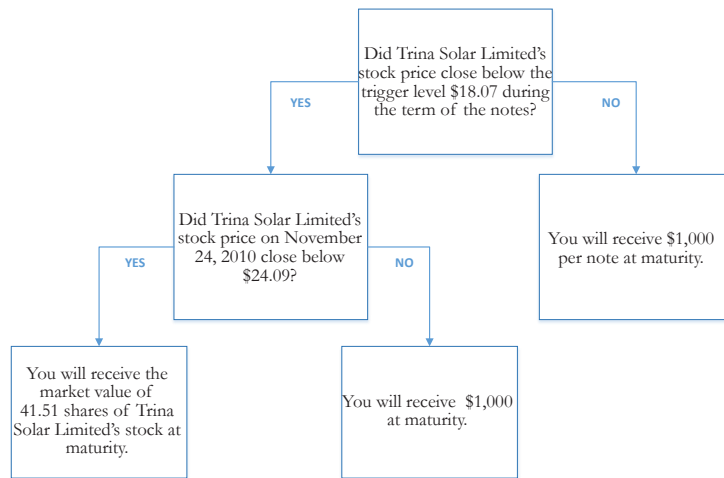 Did Trina Solar Limited's
stock price close below the
trigger level $18.07 during
the term of the notes?
YES
NO
Did Trina Solar Limited's
stock price on November
24, 2010 close below
$24.09?
You will receive $1,000
per note at maturity.
YES
NO
You will receive the
market value of
41.51 shares of Trina
Solar Limited's stock at
maturity.
You will receive $1,000
at maturity.